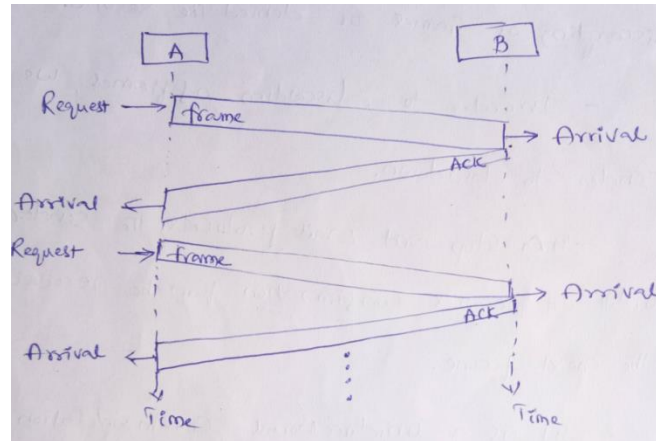 A B
Request frame
Arrival
ACK
Arrival
Request frame
Arrival
ACK
Arrival
Time Time